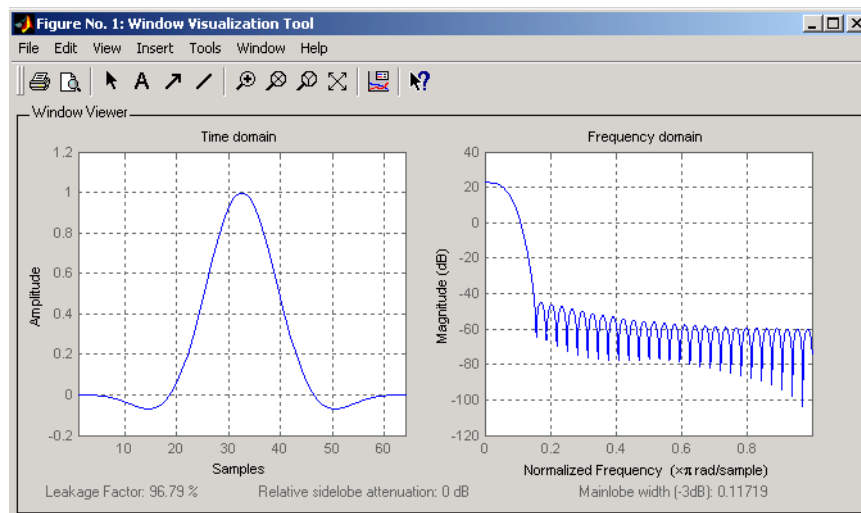 Figure No. 1: Window Visualization Tool
File Edit View Insert Tools Window Help
A
Window Viewer
Time domain
1.2
1
0.8
0.6
0.4
0.2
0
-0.2
Amplitude
10 20 30 40 50 60
Samples
Frequency domain
40
20
0
-20
-40
-60
-80
-100
-120
Magnitude (dB)
0 0.2 0.4 0.6 0.8
Normalized Frequency (×π rad/sample)
Leakage Factor: 96.79 % Relative sidelobe attenuation: 0 dB Mainlobe width (-3dB): 0.11719